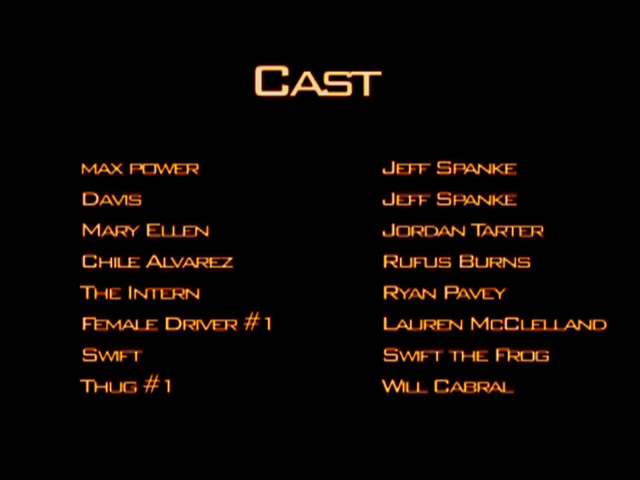 Cast
max power Jeff Spanke
Davis Jeff Spanke
Mary Ellen Jordan Tarter
Chile Alvarez Rufus Burns
The Intern Ryan Pavey
Female Driver #1 Lauren McClelland
Swift Swift the Frog
Thug #1 Will Cabral